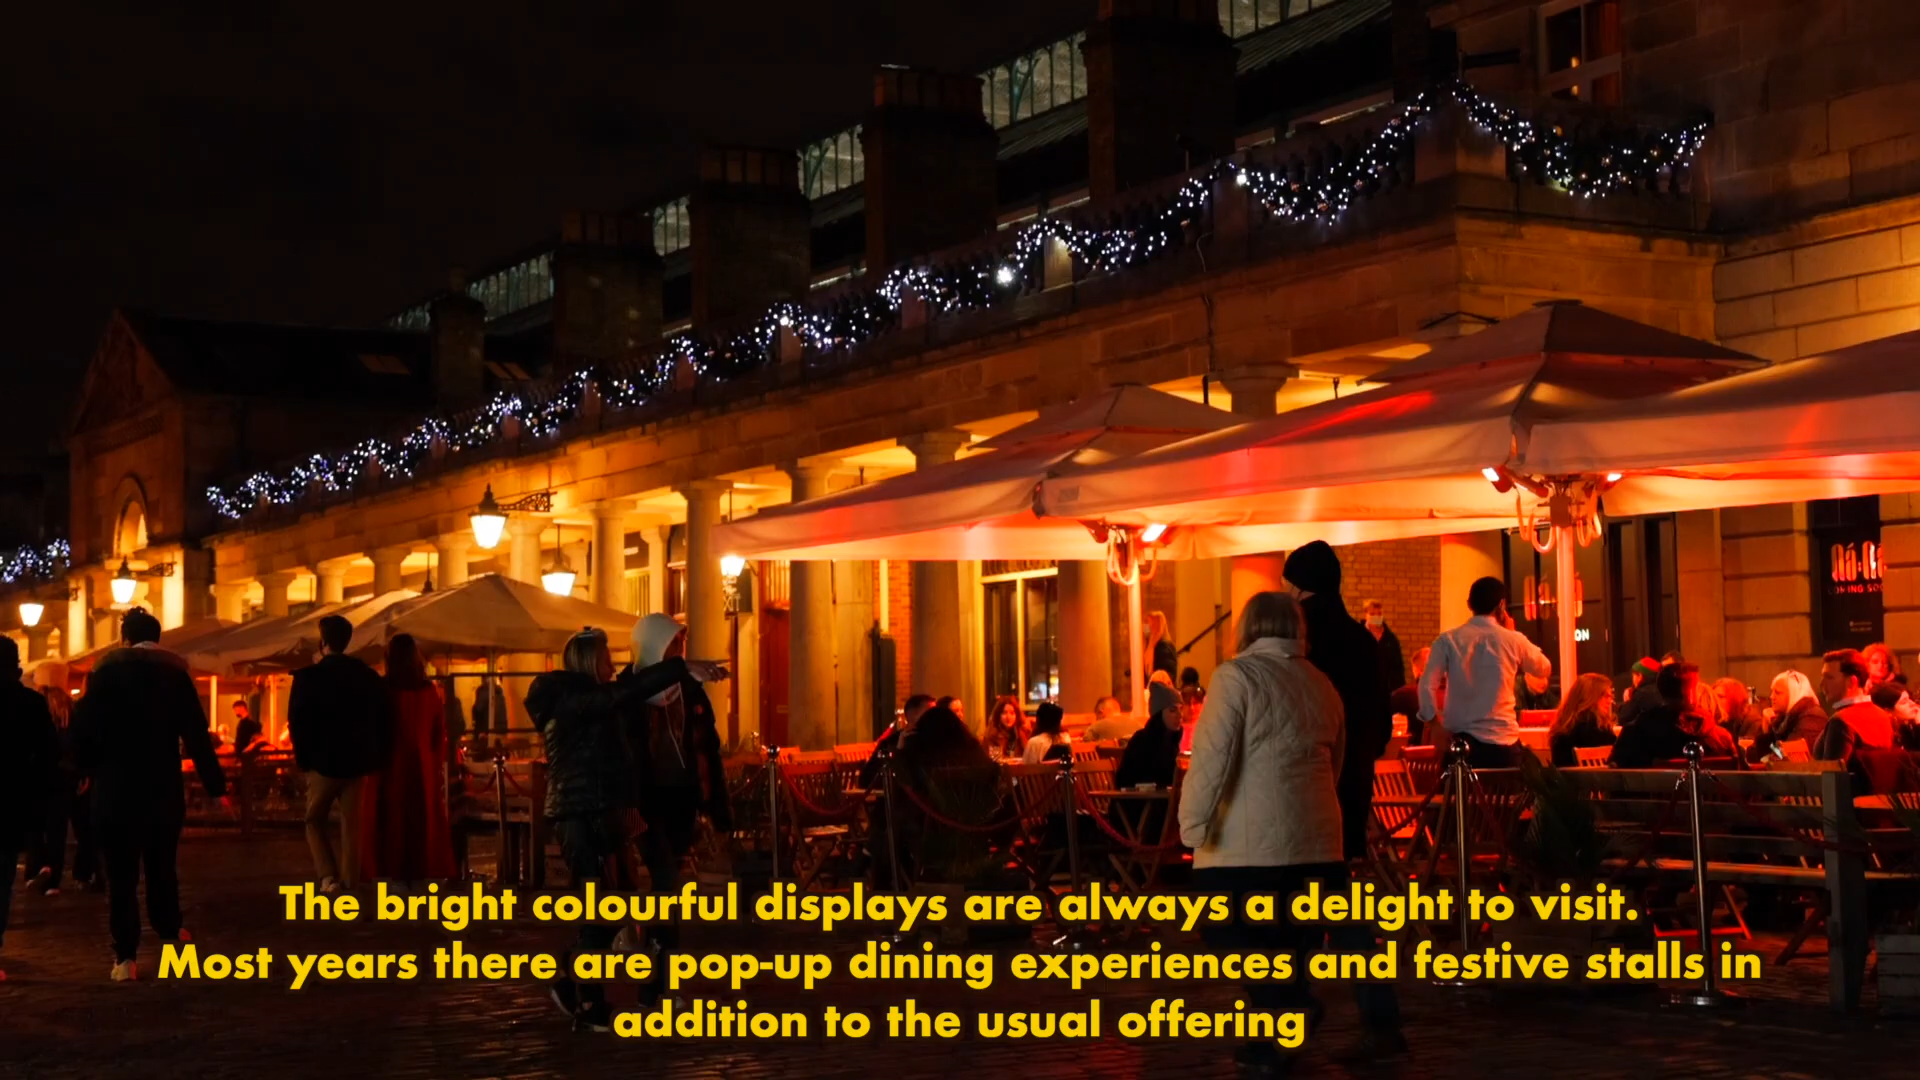 The bright colourful displays are always a delight to visit.
Most years there are pop-up dining experiences and festive stalls in
addition to the usual offering